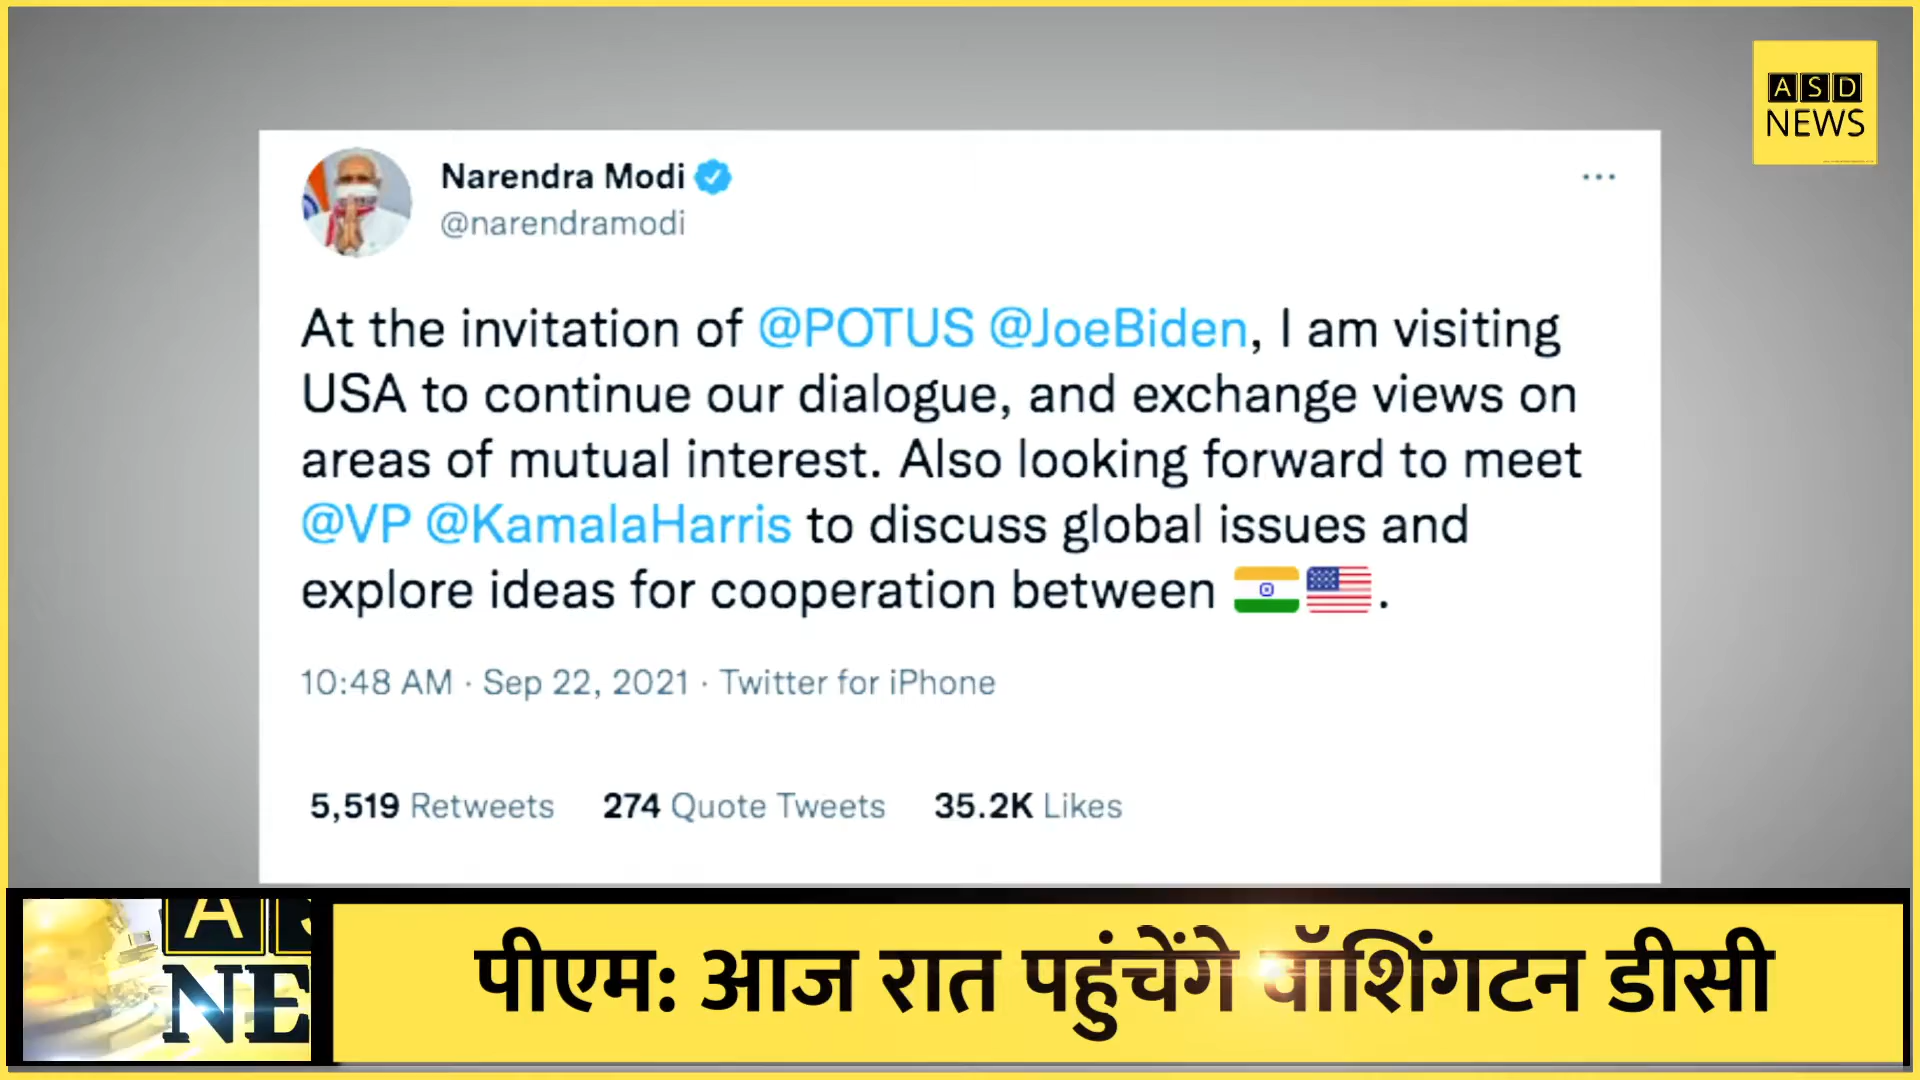 A S D
NEWS
Narendra Modi
@narendramodi
At the invitation of @POTUS @JoeBiden, I am visiting
USA to continue our dialogue, and exchange views on
areas of mutual interest. Also looking forward to meet
@VP @KamalaHarris to discuss global issues and
explore ideas for cooperation between 🇮🇳🇺🇸.
10:48 AM · Sep 22, 2021 · Twitter for iPhone
5,519 Retweets 274 Quote Tweets 35.2K Likes
A S
NE
पीएम: आज रात पहुंचेंगे वॉशिंगटन डीसी